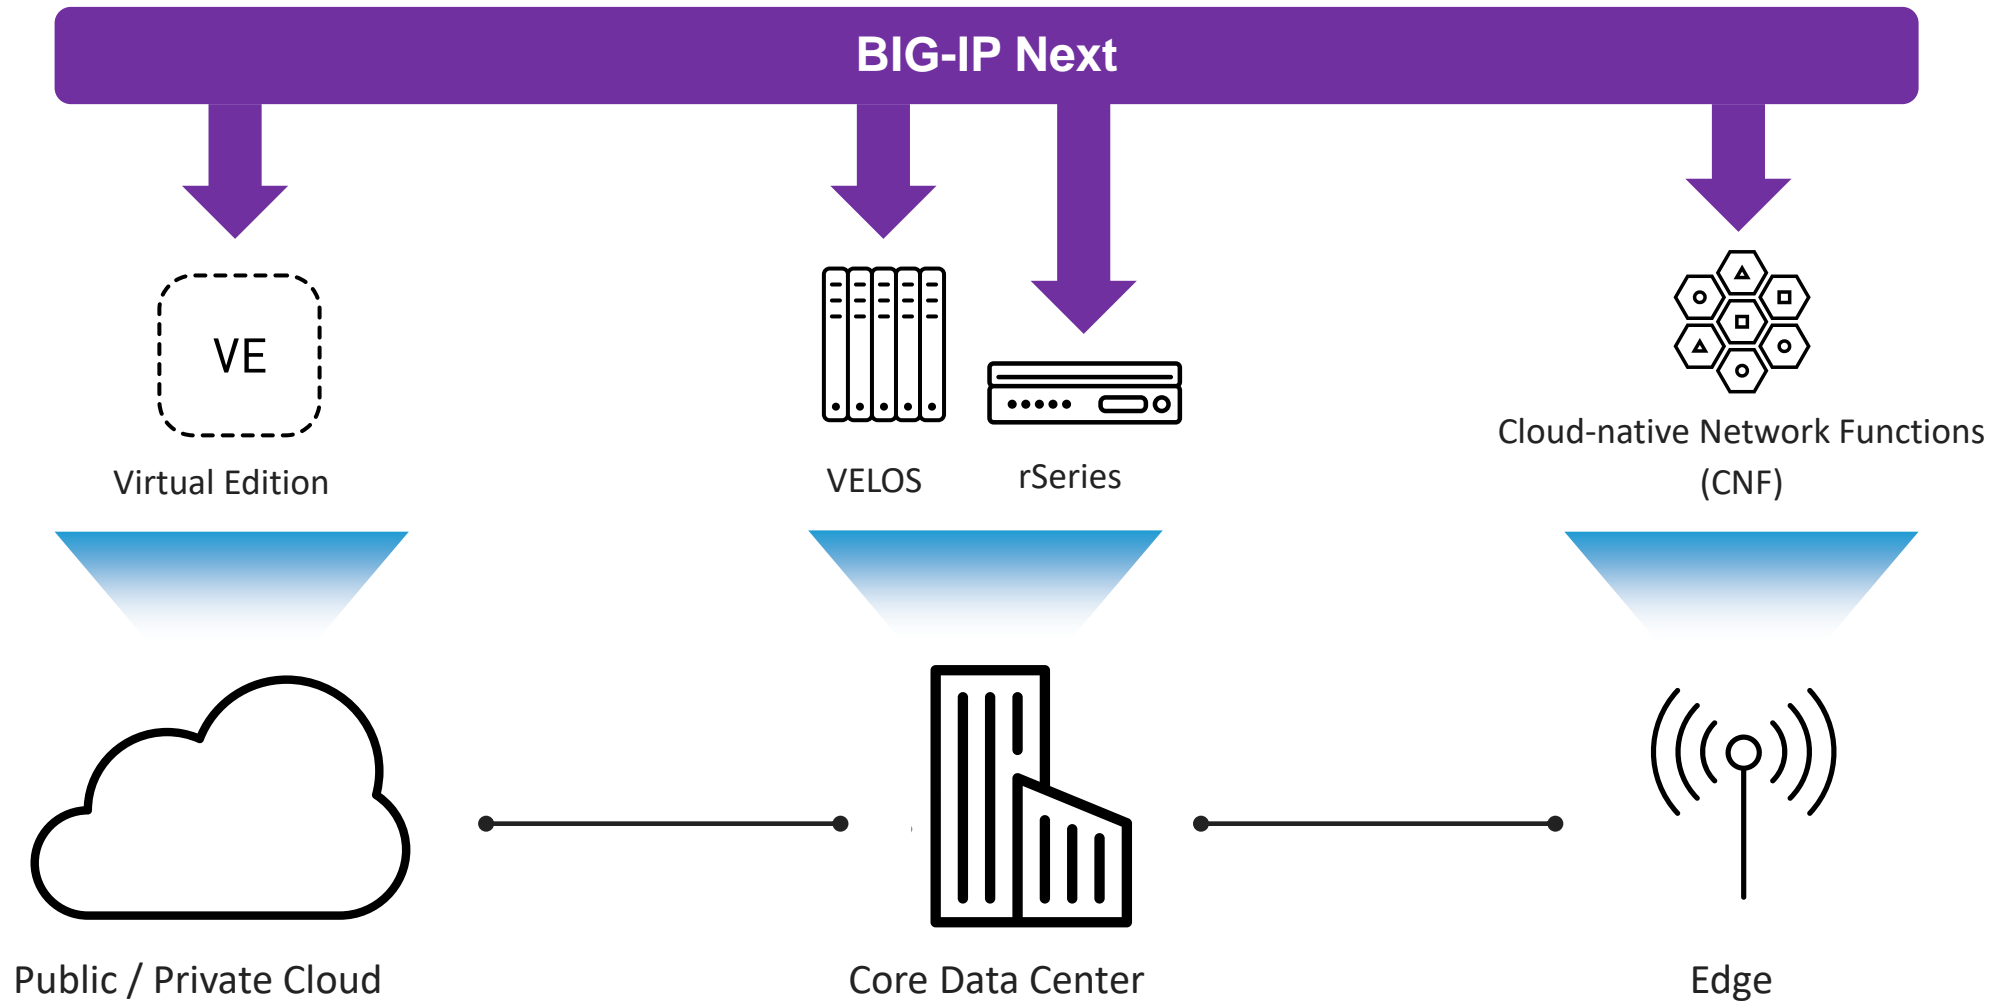 BIG-IP Next
VE
Virtual Edition
VELOS
rSeries
Cloud-native Network Functions
(CNF)
Public / Private Cloud
Core Data Center
Edge